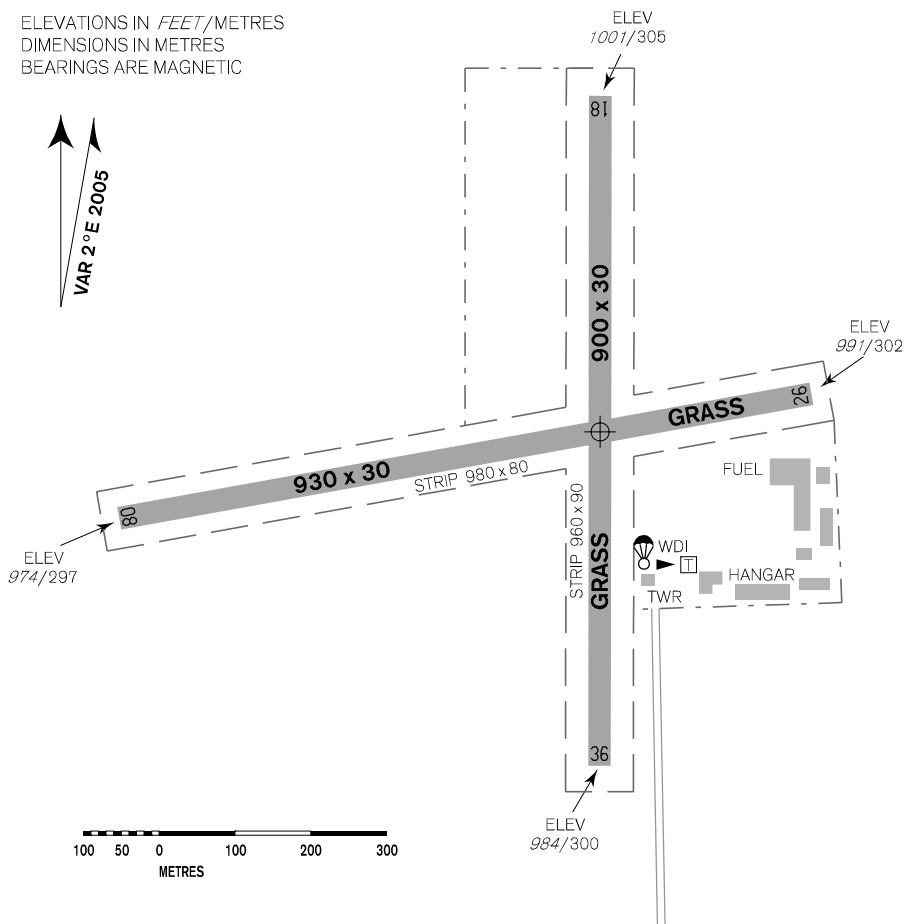 ELEVATIONS IN FEET/METRES
DIMENSIONS IN METRES
BEARINGS ARE MAGNETIC
ELEV
1001/305
18
VAR 2°E 2005
900 x 30
ELEV
991/302
26
GRASS
930 x 30
STRIP 980 x 80
FUEL
08
STRIP 960 x 90
GRASS
WDI
T
ELEV
974/297
HANGAR
TWR
36
ELEV
984/300
100 50 0 100 200 300
METRES